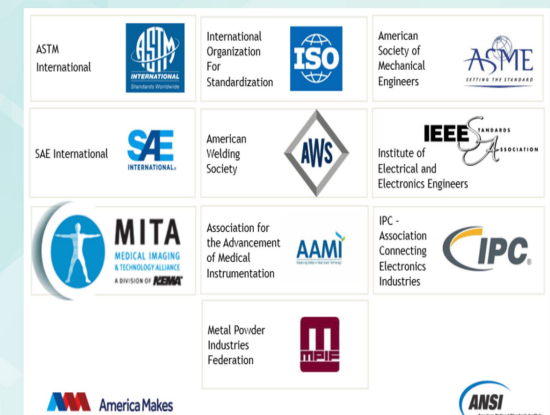 ASTM
International
ASTM
INTERNATIONAL
Standards Worldwide
International
Organization
For
Standardization
ISO
American
Society of
Mechanical
Engineers
ASME
SETTING THE STANDARD
SAE International
SAE
INTERNATIONAL®
American
Welding
Society
AWS
IEEE STANDARDS
ASSOCIATION
Institute of
Electrical and
Electronics Engineers
MITA
MEDICAL IMAGING
& TECHNOLOGY ALLIANCE
A DIVISION OF NEMA
Association for
the Advancement
of Medical
Instrumentation
AAMI
IPC -
Association
Connecting
Electronics
Industries
IPC®
Metal Powder
Industries
Federation
MPIF
America Makes
ANSI